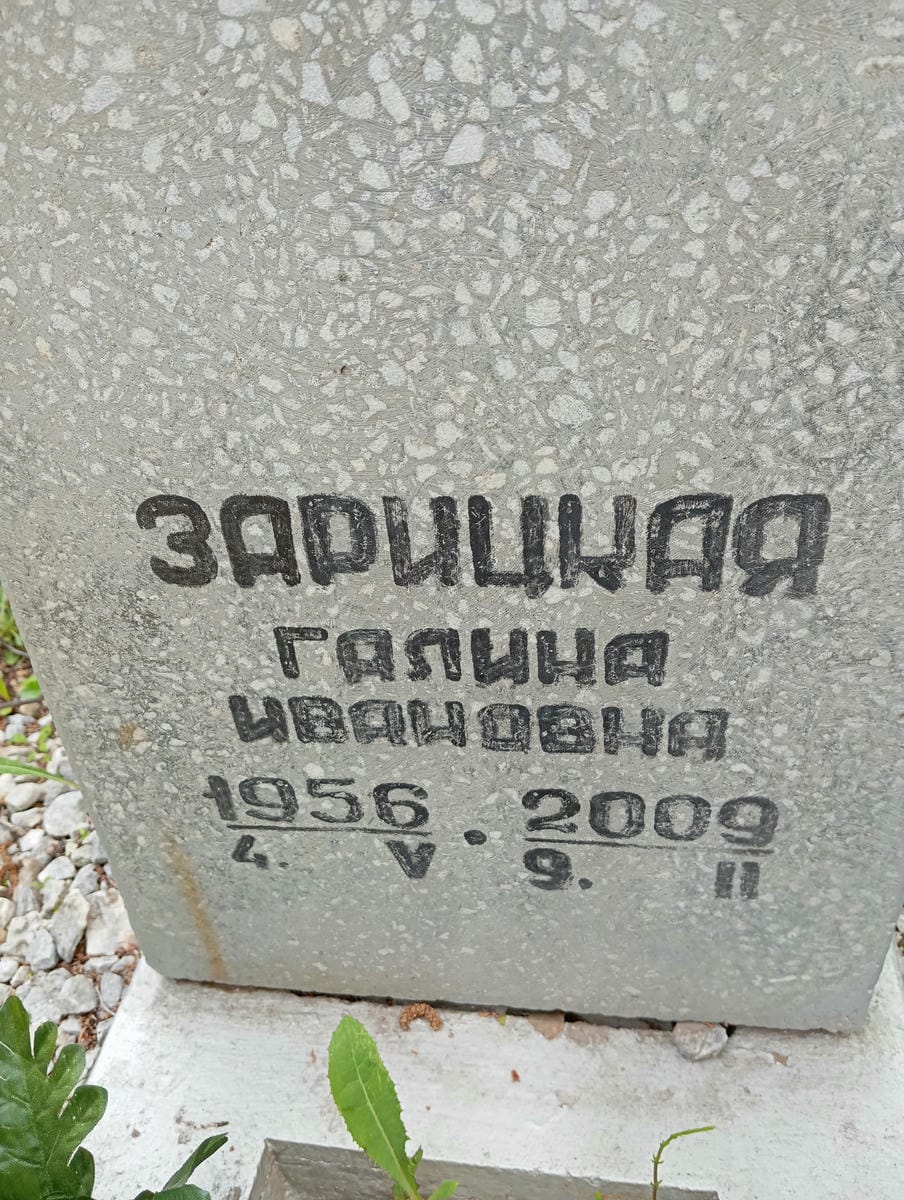 ЗАРИЦКАЯ
ГАЛИНА
ИВАНОВНА
1956 • 2009
4. V 9. II